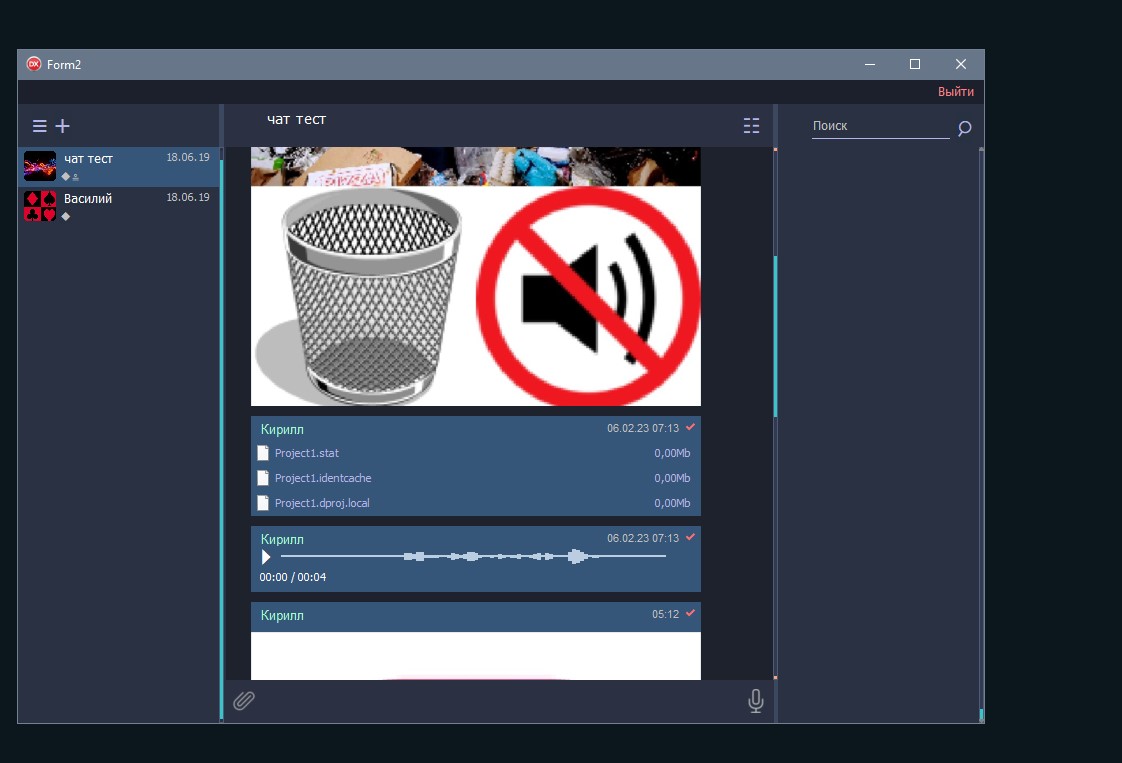 DX Form2
Выйти
чат тест
Поиск
чат тест 18.06.19
Василий 18.06.19
Кирилл 06.02.23 07:13
Project1.stat 0,00Mb
Project1.identcache 0,00Mb
Project1.dproj.local 0,00Mb
Кирилл 06.02.23 07:13
00:00 / 00:04
Кирилл 05:12